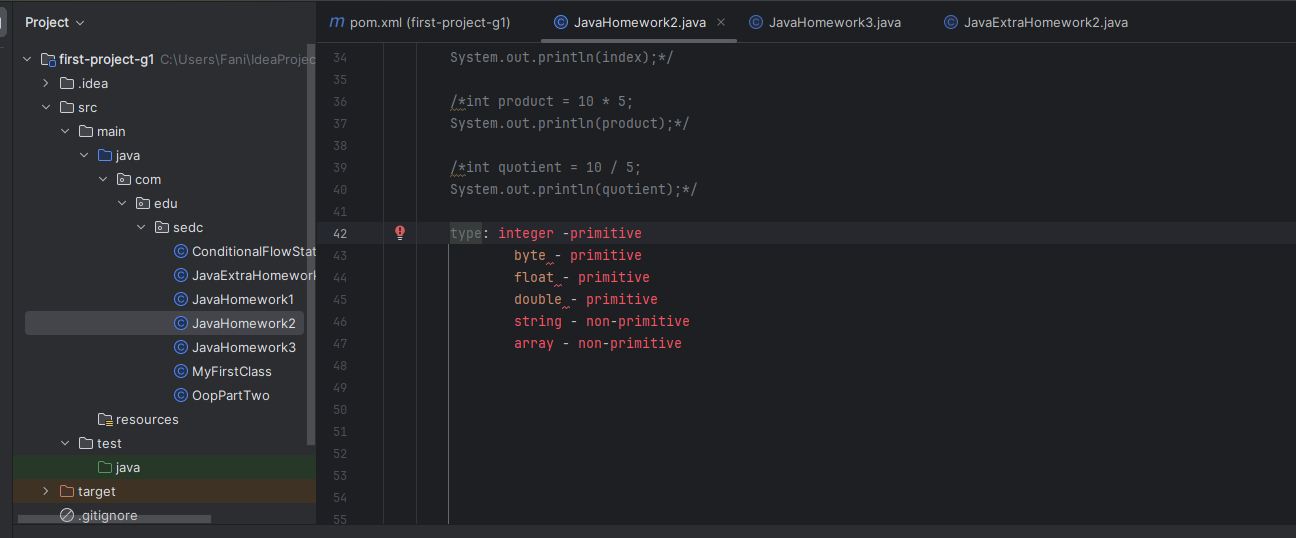 Project
pom.xml (first-project-g1)
JavaHomework2.java
JavaHomework3.java
JavaExtraHomework2.java
first-project-g1 C:\Users\Fani\IdeaProjec
.idea
src
main
java
com
edu
sedc
ConditionalFlowStat
JavaExtraHomework
JavaHomework1
JavaHomework2
JavaHomework3
MyFirstClass
OopPartTwo
resources
test
java
target
.gitignore
34 System.out.println(index);*/
35
36 /*int product = 10 * 5;
37 System.out.println(product);*/
38
39 /*int quotient = 10 / 5;
40 System.out.println(quotient);*/
41
42 type: integer -primitive
43 byte - primitive
44 float - primitive
45 double - primitive
46 string - non-primitive
47 array - non-primitive
48
49
50
51
52
53
54
55